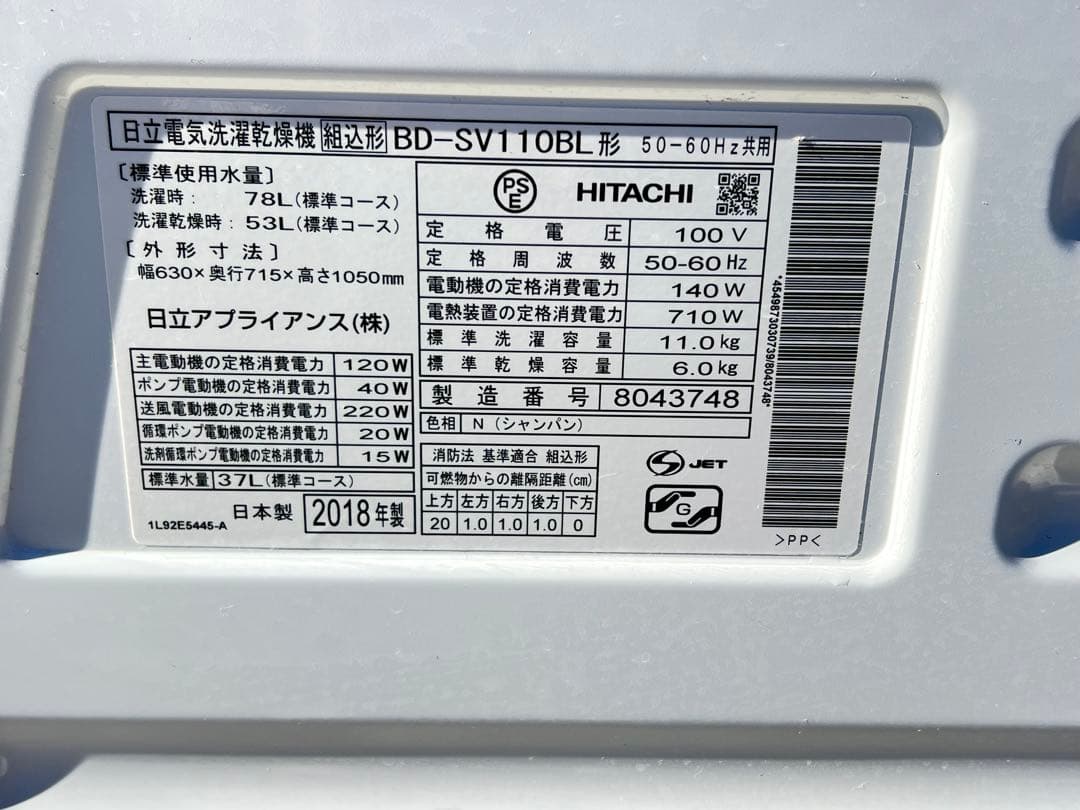 日立電気洗濯乾燥機 組込形 BD-SV110BL形 50-60Hz共用
〔標準使用水量〕
洗濯時： 78L(標準コース)
洗濯乾燥時：53L(標準コース)
〔外形寸法〕
幅630×奥行715×高さ1050mm
日立アプライアンス(株)
主電動機の定格消費電力 120W
ポンプ電動機の定格消費電力 40W
送風電動機の定格消費電力 220W
循環ポンプ電動機の定格消費電力 20W
洗剤循環ポンプ電動機の定格消費電力 15W
標準水量 37L(標準コース)
1L92E5445-A 日本製 2018年製
PSE HITACHI
定格電圧 100V
定格周波数 50-60Hz
電動機の定格消費電力 140W
電熱装置の定格消費電力 710W
標準洗濯容量 11.0kg
標準乾燥容量 6.0kg
製造番号 8043748
色相 N (シャンパン)
消防法 基準適合 組込形
可燃物からの離隔距離(cm)
上方 左方 右方 後方 下方
20 1.0 1.0 1.0 0
S JET
G
*4549873030739/8043748*
>PP<